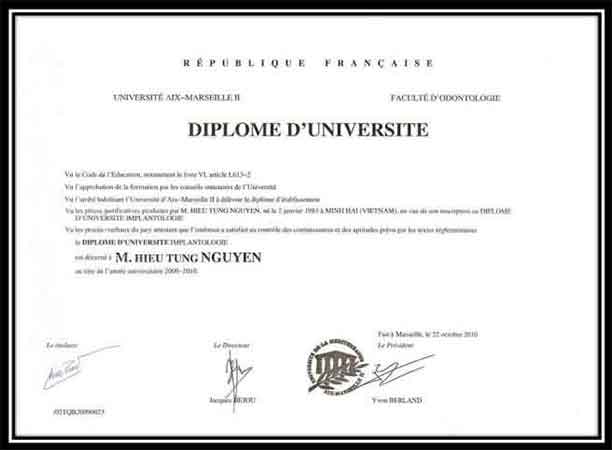 RÉPUBLIQUE FRANÇAISE
UNIVERSITÉ AIX-MARSEILLE II
FACULTÉ D'ODONTOLOGIE
DIPLOME D'UNIVERSITE
Vu le Code de l'Education, notamment le livre VI, article L613-2
Vu l'approbation de la formation par les conseils statutaires de l'Université
Vu l'arrêté habilitant l'Université d'Aix-Marseille II à délivrer le diplôme d'établissement
Vu les pièces justificatives produites par M. HIEU TUNG NGUYEN, né le 2 janvier 1983 à MINH HAI (VIETNAM), en vue de son inscription au DIPLOME
D'UNIVERSITE IMPLANTOLOGIE
Vu les procès-verbaux du jury attestant que l'intéressé a satisfait au contrôle des connaissances et des aptitudes prévu par les textes réglementaires
le DIPLOME D'UNIVERSITE IMPLANTOLOGIE
est décerné à M. HIEU TUNG NGUYEN
au titre de l'année universitaire 2009-2010.
Fait à Marseille, le 22 octobre 2010
Le titulaire
Le Directeur
Le Président
UNIVERSITE DE LA MEDITERRANEE
AIX-MARSEILLE II
Jacques DEJOU
Yvon BERLAND